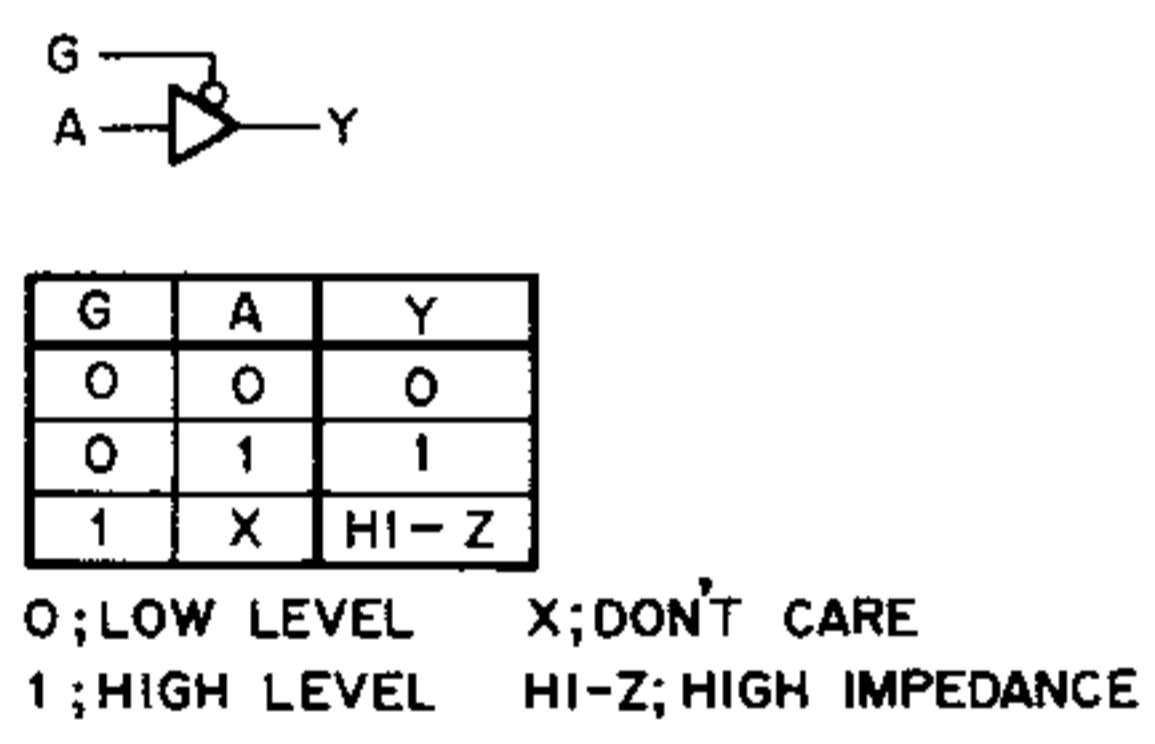 G
A Y
G A Y
0 0 0
0 1 1
1 X HI-Z
0;LOW LEVEL X;DON'T CARE
1;HIGH LEVEL HI-Z;HIGH IMPEDANCE